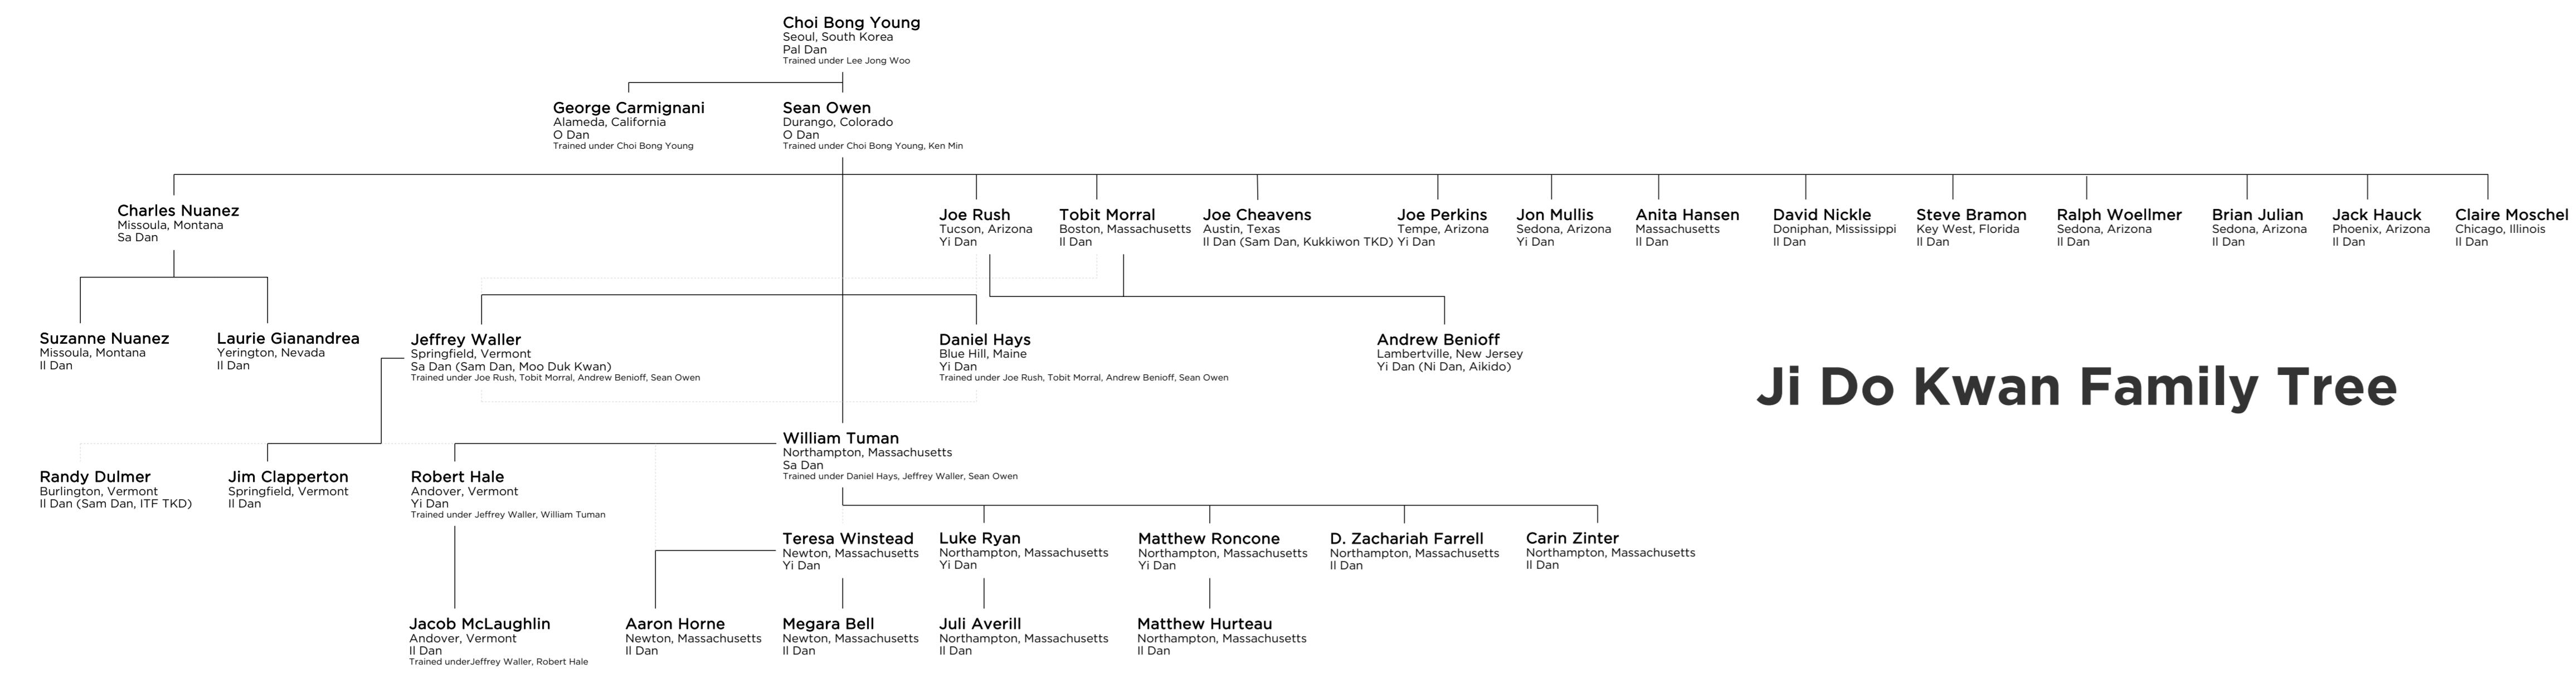 Choi Bong Young
Seoul, South Korea
Pal Dan
Trained under Lee Jong Woo
George Carmignani
Alameda, California
O Dan
Trained under Choi Bong Young
Sean Owen
Durango, Colorado
O Dan
Trained under Choi Bong Young, Ken Min
Charles Nuanez
Missoula, Montana
Sa Dan
Joe Rush
Tucson, Arizona
Yi Dan
Tobit Morral
Boston, Massachusetts
Il Dan
Joe Cheavens
Austin, Texas
Il Dan (Sam Dan, Kukkiwon TKD)
Joe Perkins
Tempe, Arizona
Yi Dan
Jon Mullis
Sedona, Arizona
Yi Dan
Anita Hansen
Massachusetts
Il Dan
David Nickle
Doniphan, Mississippi
Il Dan
Steve Bramon
Key West, Florida
Il Dan
Ralph Woellmer
Sedona, Arizona
Il Dan
Brian Julian
Sedona, Arizona
Il Dan
Jack Hauck
Phoenix, Arizona
Il Dan
Claire Moschel
Chicago, Illinois
Il Dan
Suzanne Nuanez
Missoula, Montana
Il Dan
Laurie Gianandrea
Yerington, Nevada
Il Dan
Jeffrey Waller
Springfield, Vermont
Sa Dan (Sam Dan, Moo Duk Kwan)
Trained under Joe Rush, Tobit Morral, Andrew Benioff, Sean Owen
Daniel Hays
Blue Hill, Maine
Yi Dan
Trained under Joe Rush, Tobit Morral, Andrew Benioff, Sean Owen
Andrew Benioff
Lambertville, New Jersey
Yi Dan (Ni Dan, Aikido)
Ji Do Kwan Family Tree
William Tuman
Northampton, Massachusetts
Sa Dan
Trained under Daniel Hays, Jeffrey Waller, Sean Owen
Randy Dulmer
Burlington, Vermont
Il Dan (Sam Dan, ITF TKD)
Jim Clapperton
Springfield, Vermont
Il Dan
Robert Hale
Andover, Vermont
Yi Dan
Trained under Jeffrey Waller, William Tuman
Teresa Winstead
Newton, Massachusetts
Yi Dan
Luke Ryan
Northampton, Massachusetts
Yi Dan
Matthew Roncone
Northampton, Massachusetts
Yi Dan
D. Zachariah Farrell
Northampton, Massachusetts
Il Dan
Carin Zinter
Northampton, Massachusetts
Il Dan
Jacob McLaughlin
Andover, Vermont
Il Dan
Trained underJeffrey Waller, Robert Hale
Aaron Horne
Newton, Massachusetts
Il Dan
Megara Bell
Newton, Massachusetts
Il Dan
Juli Averill
Northampton, Massachusetts
Il Dan
Matthew Hurteau
Northampton, Massachusetts
Il Dan